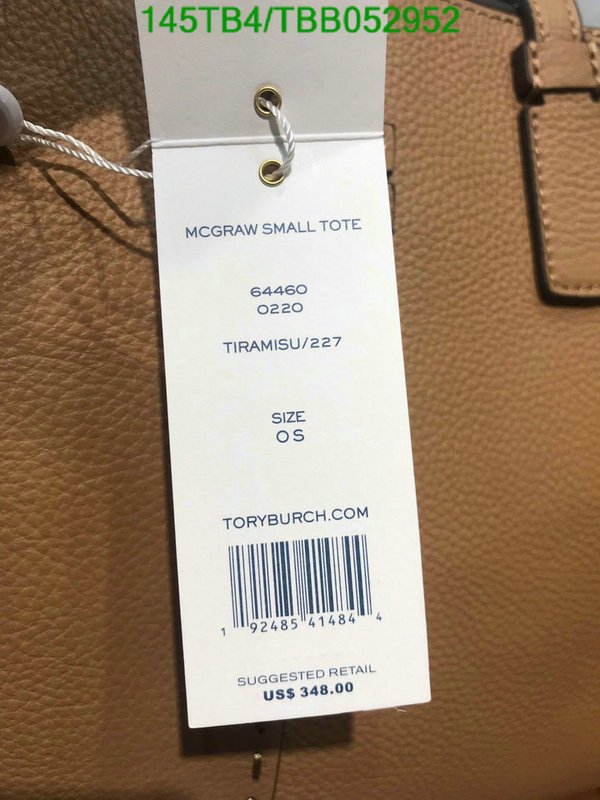 145TB4/TBB052952
MCGRAW SMALL TOTE
64460
0220
TIRAMISU/227
SIZE
OS
TORYBURCH.COM
1 92485 41484 4
SUGGESTED RETAIL
US$ 348.00